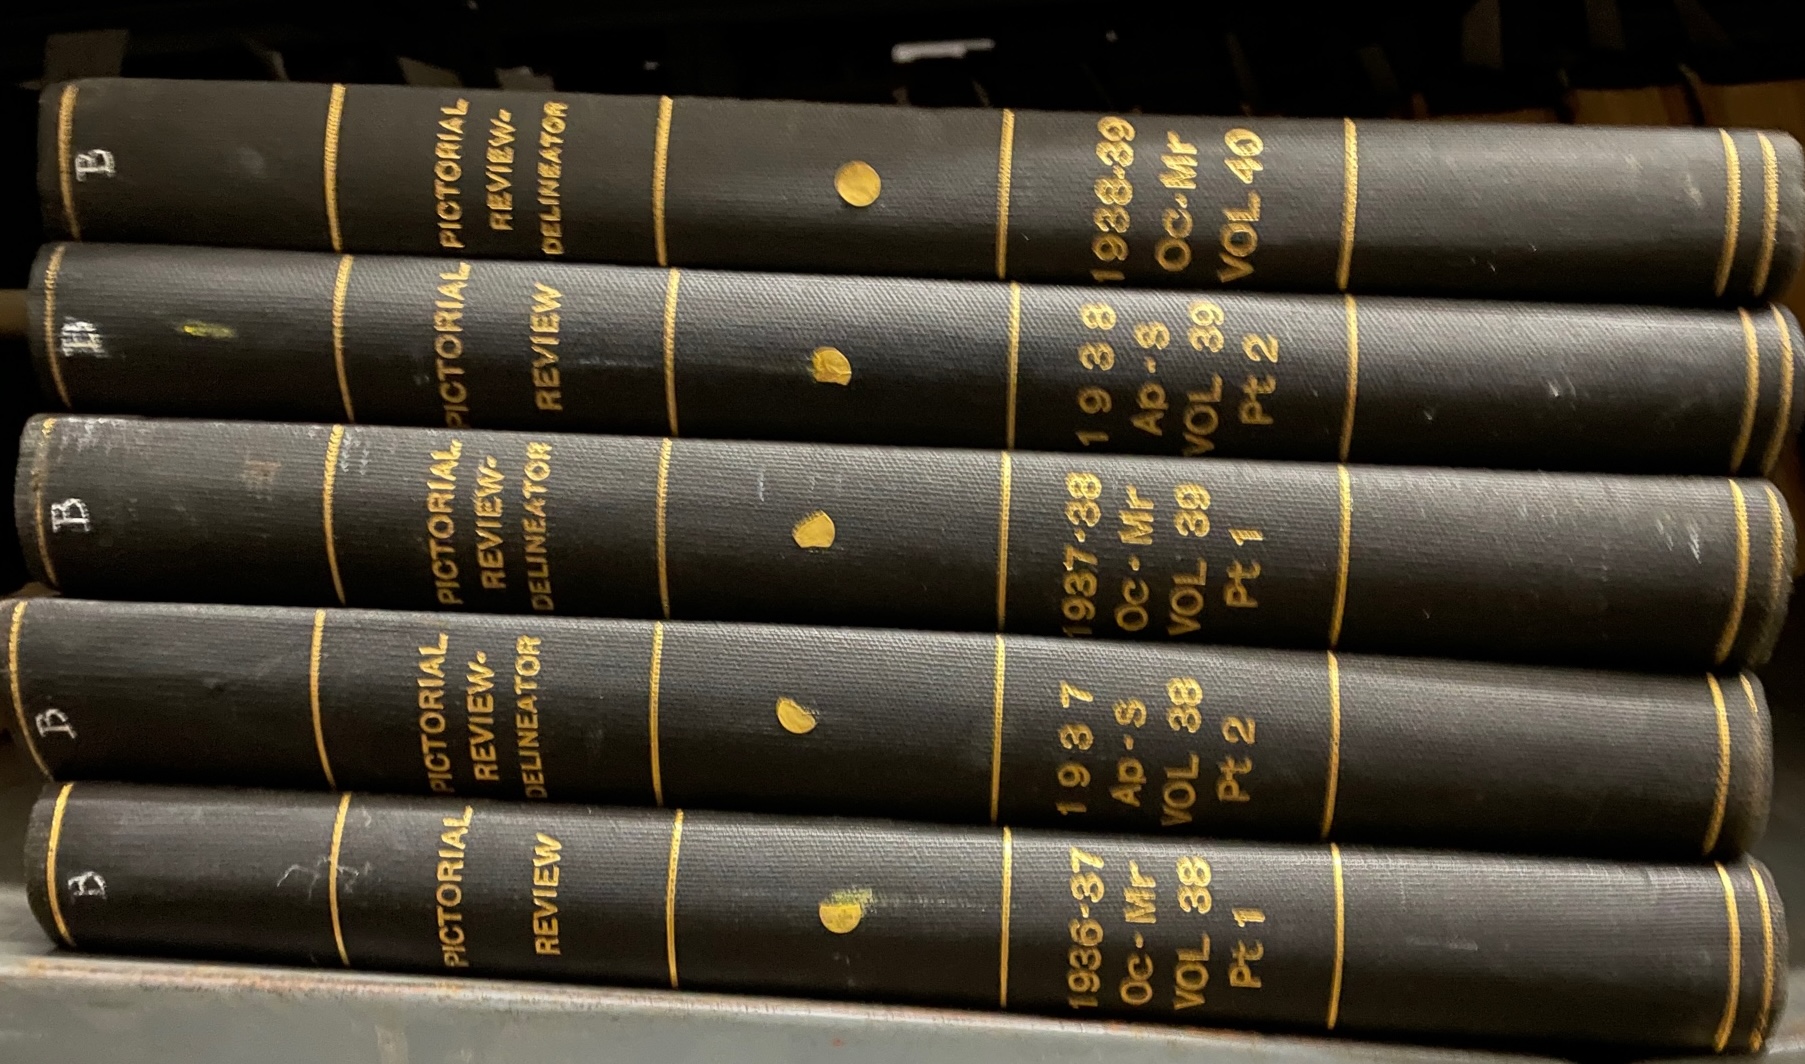 B
PICTORIAL
REVIEW-
DELINEATOR
1938-39
Oc-Mr
VOL 40
B
PICTORIAL
REVIEW
1938
Ap-S
VOL 39
Pt 2
B
PICTORIAL
REVIEW-
DELINEATOR
1937-38
Oc-Mr
VOL 39
Pt 1
B
PICTORIAL
REVIEW-
DELINEATOR
1937
Ap-S
VOL 38
Pt 2
B
PICTORIAL
REVIEW
1936-37
Oc-Mr
VOL 38
Pt 1